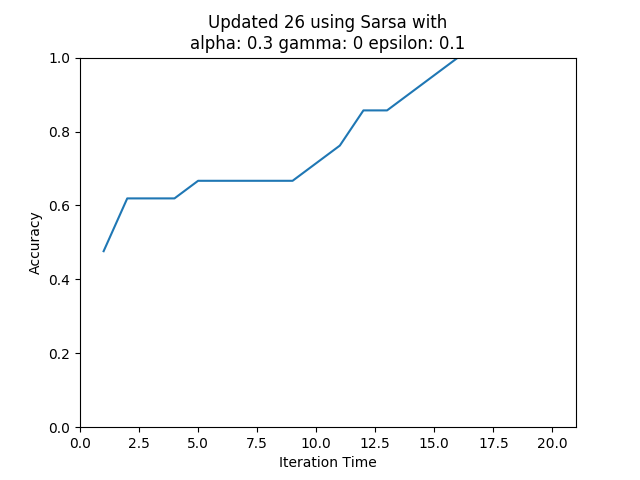 Updated 26 using Sarsa with
alpha: 0.3 gamma: 0 epsilon: 0.1
1.0
0.8
0.6
0.4
0.2
0.0
Accuracy
0.0 2.5 5.0 7.5 10.0 12.5 15.0 17.5 20.0
Iteration Time